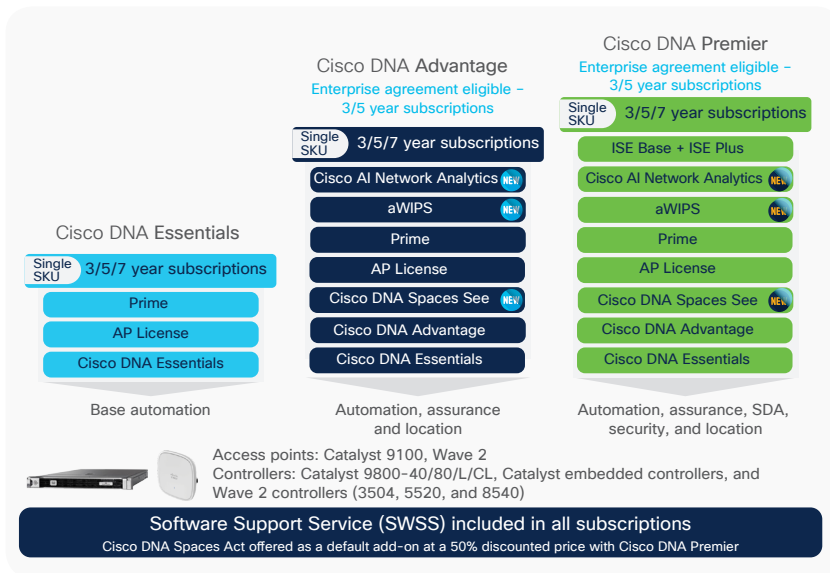 Cisco DNA Essentials
Single
SKU
3/5/7 year subscriptions
Prime
AP License
Cisco DNA Essentials
Base automation
Cisco DNA Advantage
Enterprise agreement eligible –
3/5 year subscriptions
Single
SKU
3/5/7 year subscriptions
Cisco AI Network Analytics NEW
aWIPS NEW
Prime
AP License
Cisco DNA Spaces See NEW
Cisco DNA Advantage
Cisco DNA Essentials
Automation, assurance
and location
Cisco DNA Premier
Enterprise agreement eligible –
3/5 year subscriptions
Single
SKU
3/5/7 year subscriptions
ISE Base + ISE Plus
Cisco AI Network Analytics NEW
aWIPS NEW
Prime
AP License
Cisco DNA Spaces See NEW
Cisco DNA Advantage
Cisco DNA Essentials
Automation, assurance, SDA,
security, and location
Access points: Catalyst 9100, Wave 2
Controllers: Catalyst 9800-40/80/L/CL, Catalyst embedded controllers, and
Wave 2 controllers (3504, 5520, and 8540)
Software Support Service (SWSS) included in all subscriptions
Cisco DNA Spaces Act offered as a default add-on at a 50% discounted price with Cisco DNA Premier